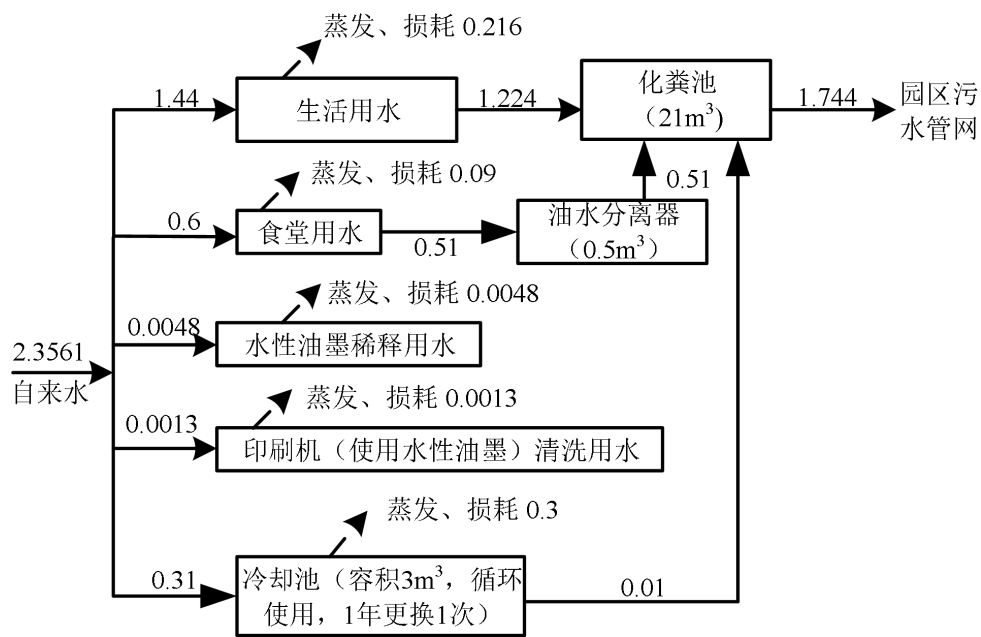 蒸发、损耗 0.216
1.44
生活用水
1.224
化粪池
（21m³)
1.744
园区污
水管网
蒸发、损耗 0.09
0.6
食堂用水
0.51
油水分离器
（0.5m³）
0.51
蒸发、损耗 0.0048
0.0048
水性油墨稀释用水
2.3561
自来水
蒸发、损耗 0.0013
0.0013
印刷机（使用水性油墨）清洗用水
蒸发、损耗 0.3
0.31
冷却池（容积3m³，循环
使用，1年更换1次）
0.01